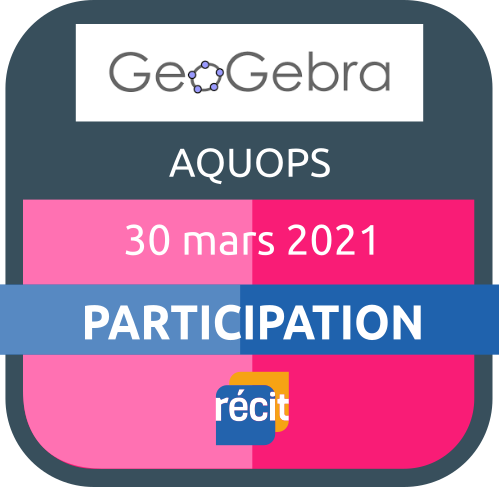 GeoGebra
AQUOPS
30 mars 2021
PARTICIPATION
récit